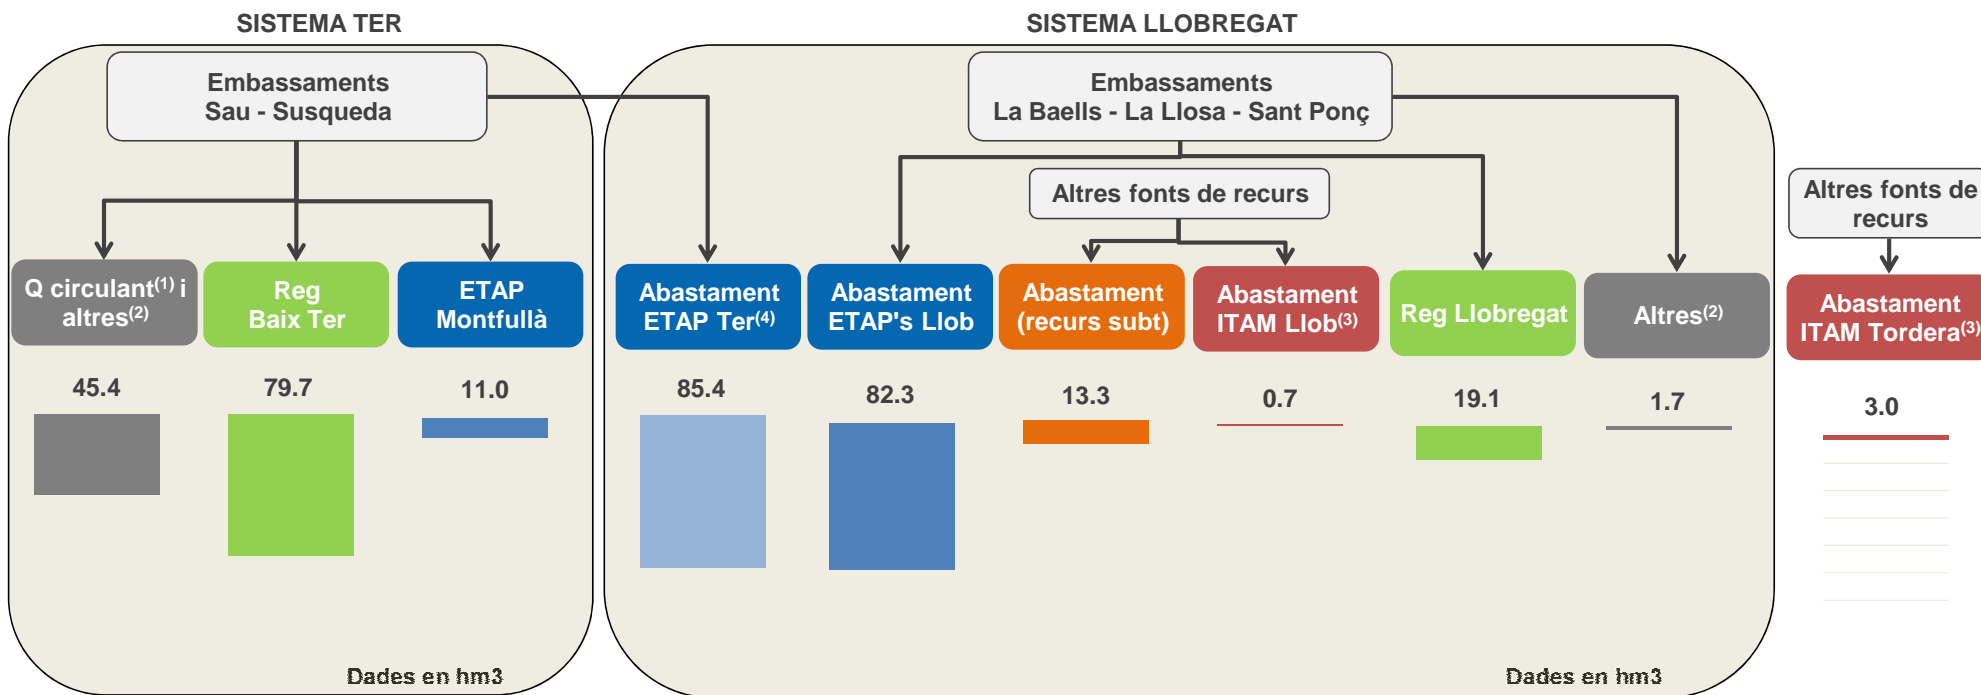 SISTEMA TER
SISTEMA LLOBREGAT
Embassaments
Sau - Susqueda
Embassaments
La Baells - La Llosa - Sant Ponç
Altres fonts de recurs
Altres fonts de
recurs
Q circulant(1) i
altres(2)
Reg
Baix Ter
ETAP
Montfullà
Abastament
ETAP Ter(4)
Abastament
ETAP's Llob
Abastament
(recurs subt)
Abastament
ITAM Llob(3)
Reg Llobregat
Altres(2)
Abastament
ITAM Tordera(3)
45.4
79.7
11.0
85.4
82.3
13.3
0.7
19.1
1.7
3.0
Dades en hm3
Dades en hm3